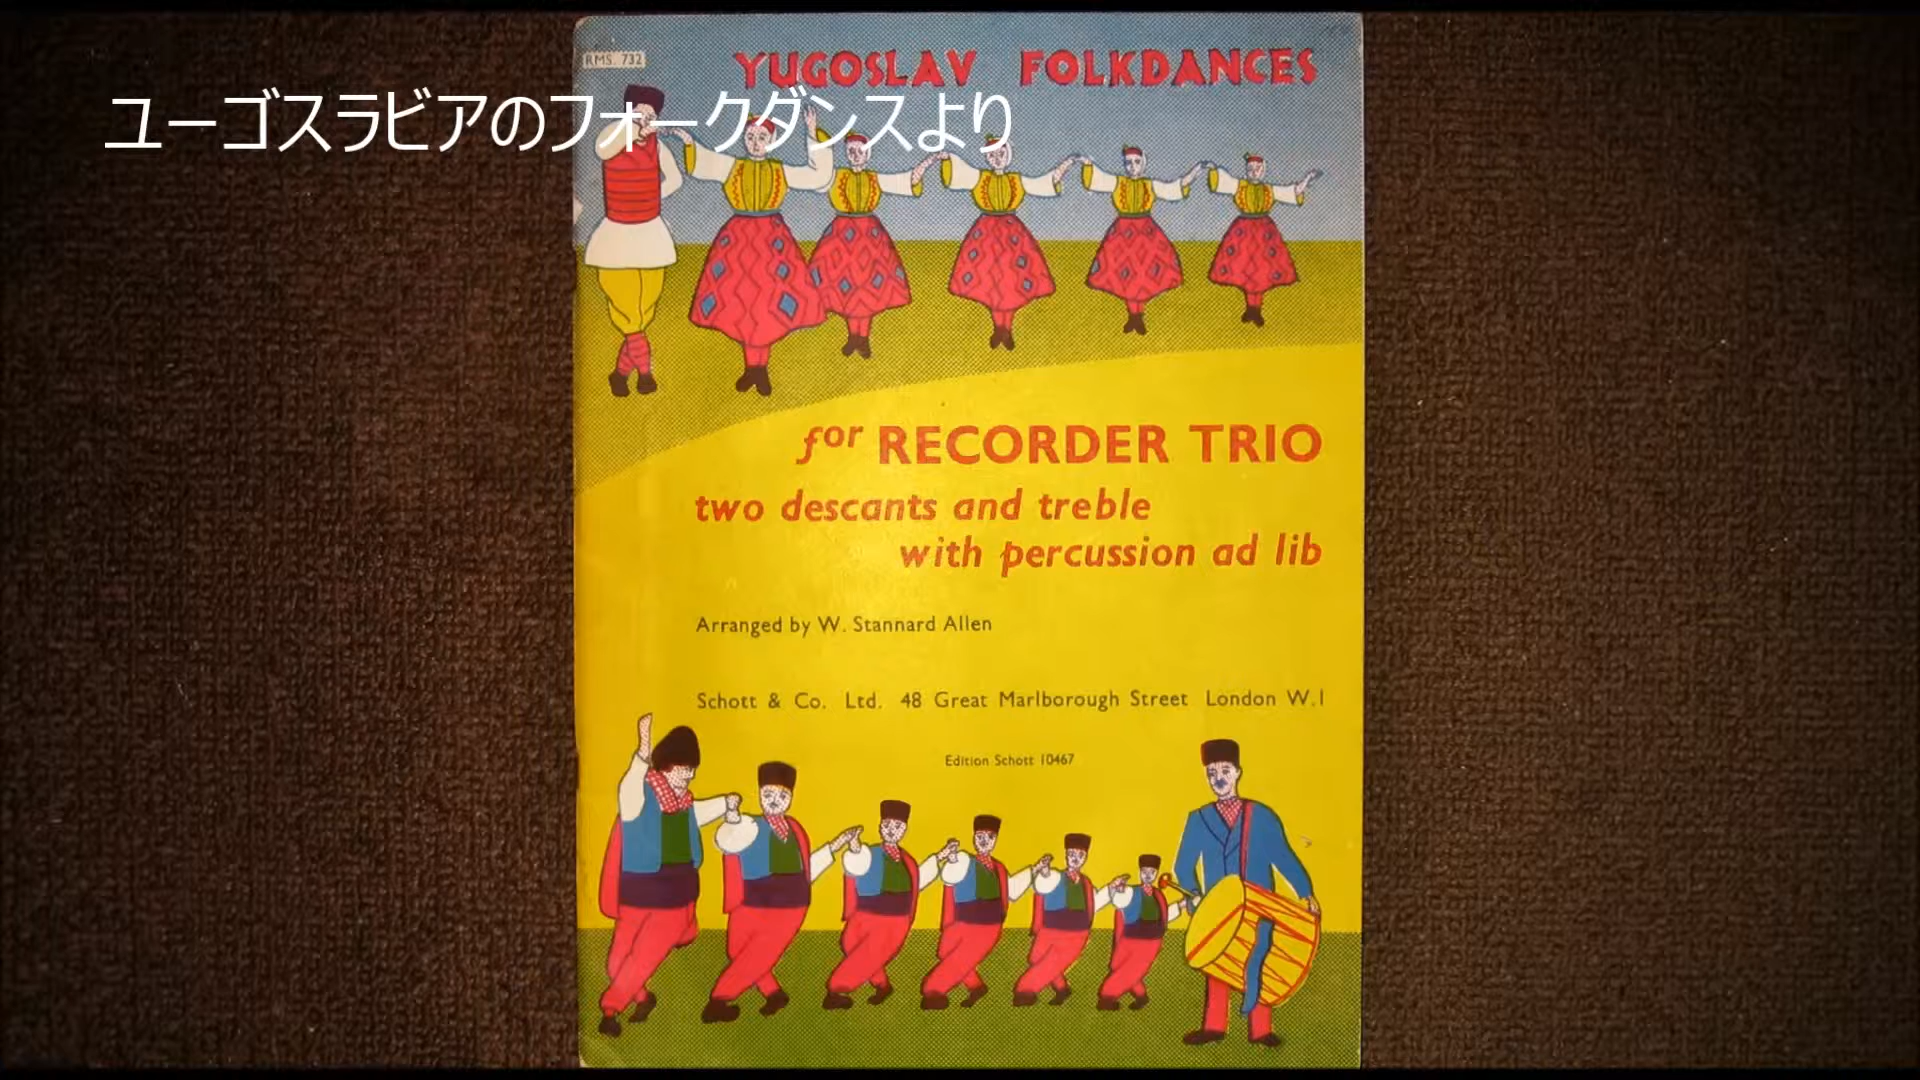 RMS. 732
YUGOSLAV FOLKDANCES
ユーゴスラビアのフォークダンスより
for RECORDER TRIO
two descants and treble
with percussion ad lib
Arranged by W. Stannard Allen
Schott & Co. Ltd. 48 Great Marlborough Street London W.1
Edition Schott 10467